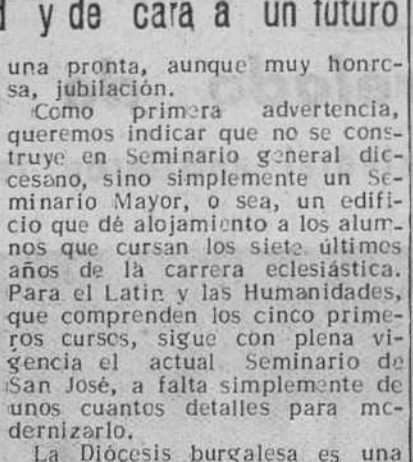 y de cara a un futuro
una pronta, aunque muy honro-
sa, jubilación.
Como primera advertencia,
queremos indicar que no se cons-
truye en Seminario general dio-
cesano, sino simplemente un Se-
minario Mayor, o sea, un edifi-
cio que dé alojamiento a los alum-
nos que cursan los siete últimos
años de la carrera eclesiástica.
Para el Latín y las Humanidades,
que comprenden los cinco prime-
ros cursos, sigue con plena vi-
gencia el actual Seminario de
San José, a falta simplemente de
unos cuantos detalles para mo-
dernizarlo.
La Diócesis burgalesa es una